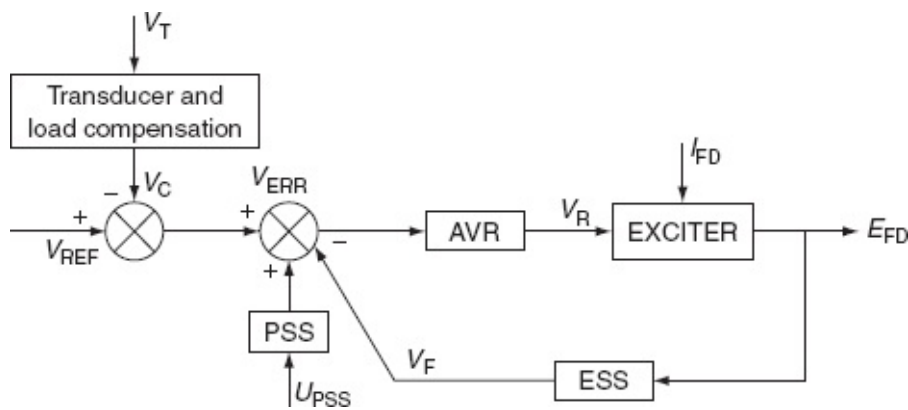 V_T
Transducer and
load compensation
− V_C
V_ERR
I_FD
+
V_REF
+
−
+
AVR
V_R
EXCITER
E_FD
PSS
U_PSS
V_F
ESS